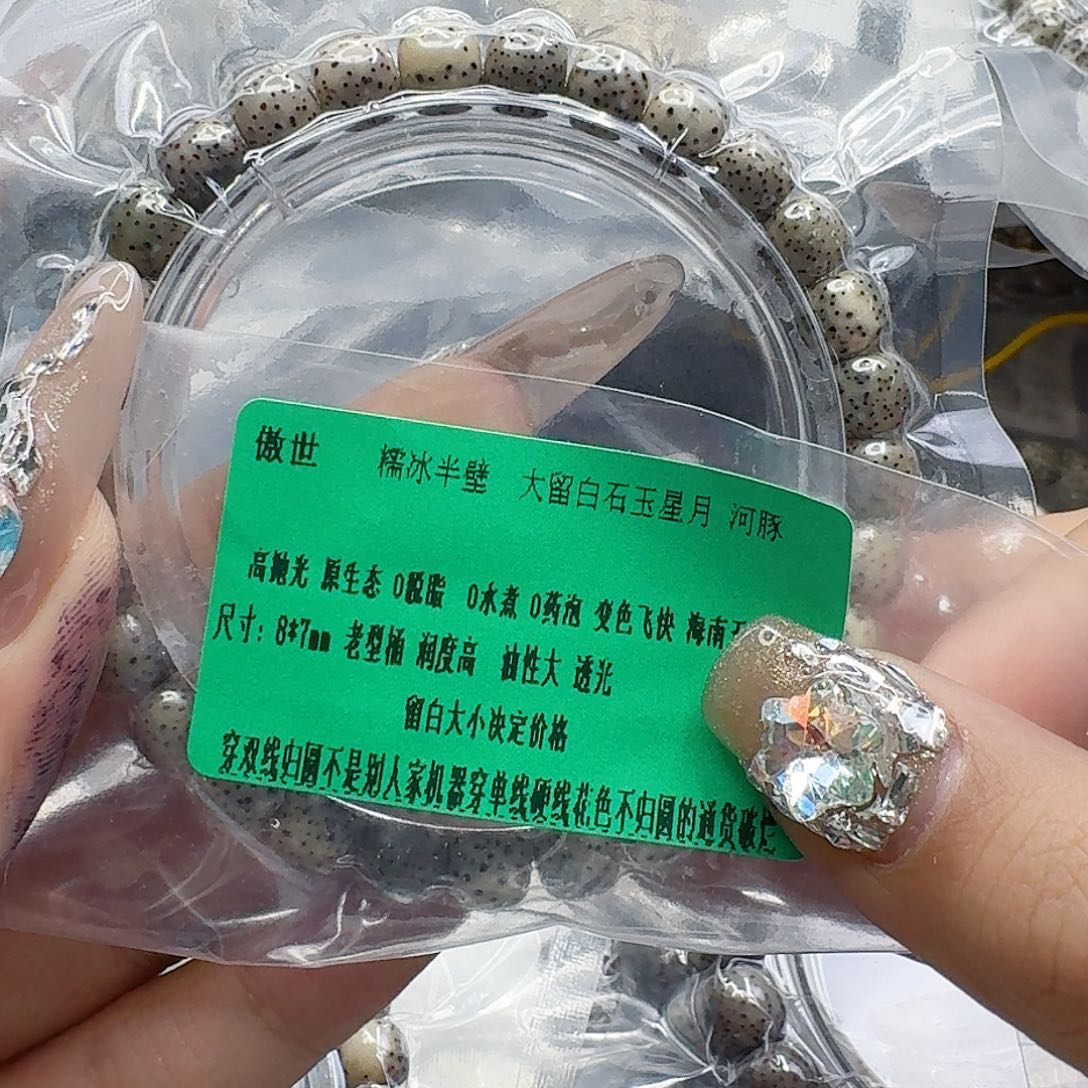 傲世 糯冰半壁 大留白石玉星月 河豚
高抛光 原生态 0脱脂 0水煮 0药泡 变色飞快 海南
尺寸：8*7mm 老型桶 润度高 油性大 透光
留白大小决定价格
穿双线归圆不是别人家机器穿单线硬线花色不归圆的通货破烂